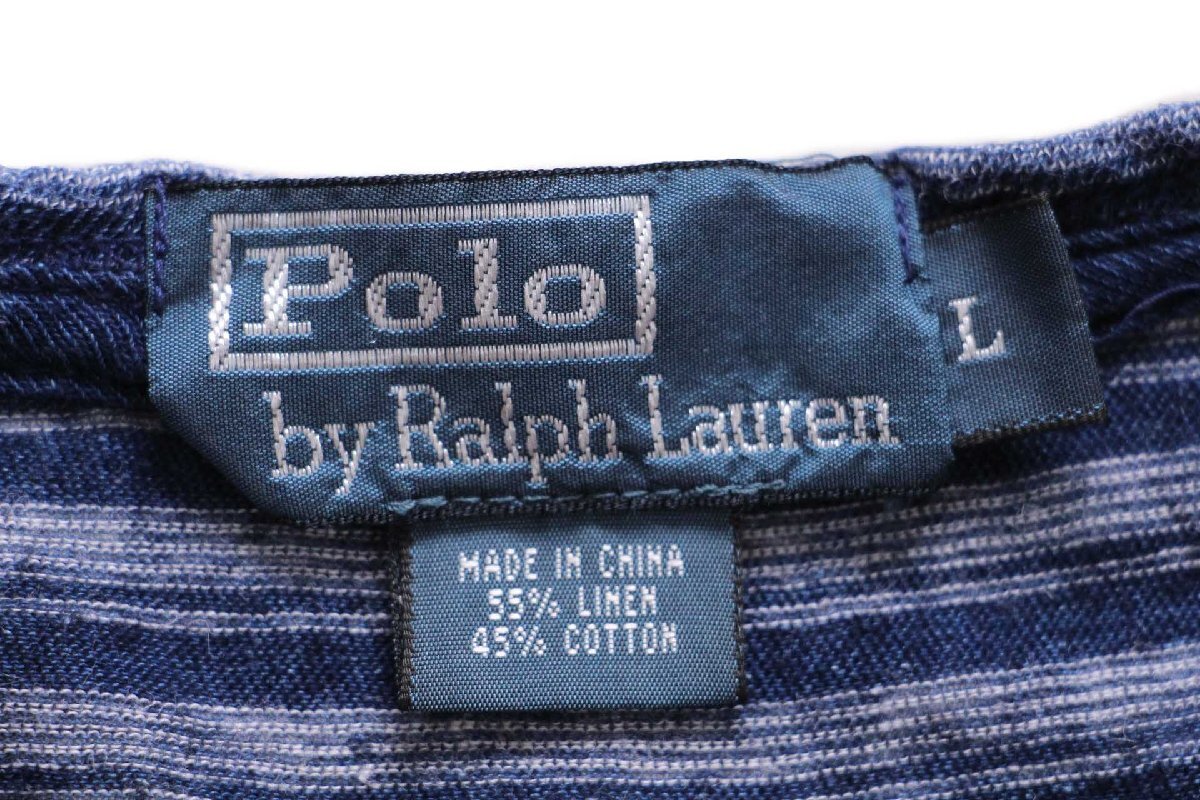 Polo
by Ralph Lauren
L
MADE IN CHINA
55% LINEN
45% COTTON